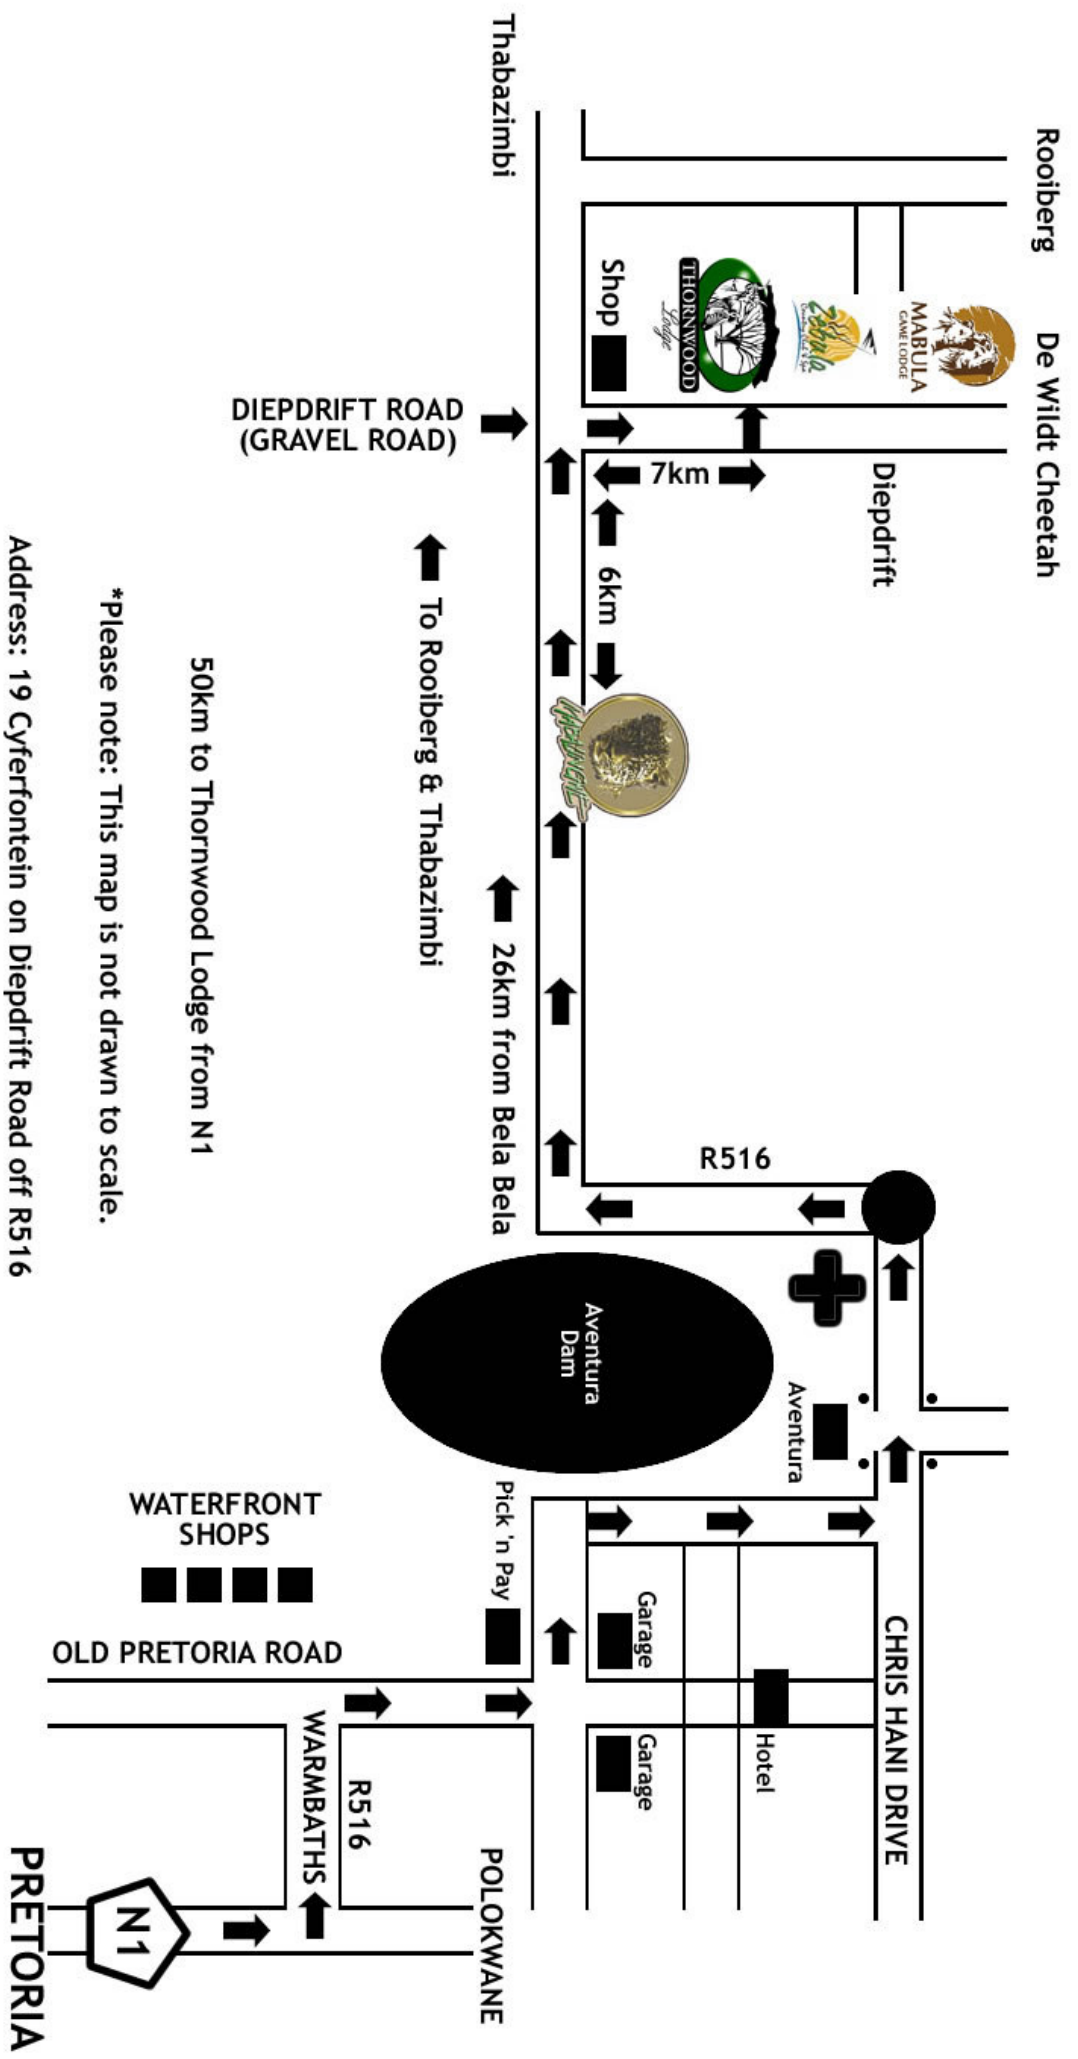 Rooiberg
De Wildt Cheetah
Thabazimbi
MABULA
GAME LODGE
Zebula
THORNWOOD
Lodge
Shop
Diepdrift
DIEPDRIFT ROAD
(GRAVEL ROAD)
7km
6km
To Rooiberg & Thabazimbi
26km from Bela Bela
R516
Aventura
Dam
Aventura
CHRIS HANI DRIVE
Pick 'n Pay
Garage
Garage
Hotel
WATERFRONT
SHOPS
OLD PRETORIA ROAD
WARMBATHS
R516
POLOKWANE
N1
PRETORIA
50km to Thornwood Lodge from N1
*Please note: This map is not drawn to scale.
Address: 19 Cyferfontein on Diepdrift Road off R516